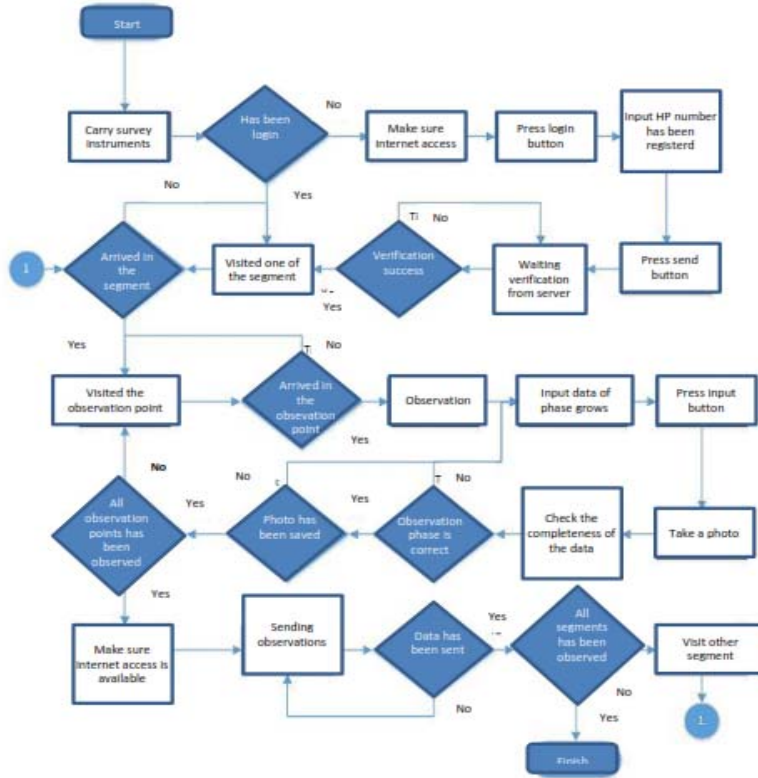 Start
Carry survey
instruments
Has been
login
No
Make sure
internet access
Press login
button
Input HP number
has been
registerd
No
Yes
1
Arrived in
the
segment
Visited one of
the segment
Verification
success
Ti
No
Yes
Waiting
verification
from server
Press send
button
Yes
No
Visited the
observation point
Arrived in
the
obsevation
point
Yes
Observation
Input data of
phase grows
Press input
button
No
No
Yes
No
All
observation
points has
been
observed
Photo has
been saved
Yes
Observation
phase is
correct
Check the
completeness of
the data
Take a photo
Yes
Make sure
internet access is
available
Sending
observations
Data has
been sent
Yes
No
All
segments has
been
observed
No
Yes
Visit other
segment
1
Finish